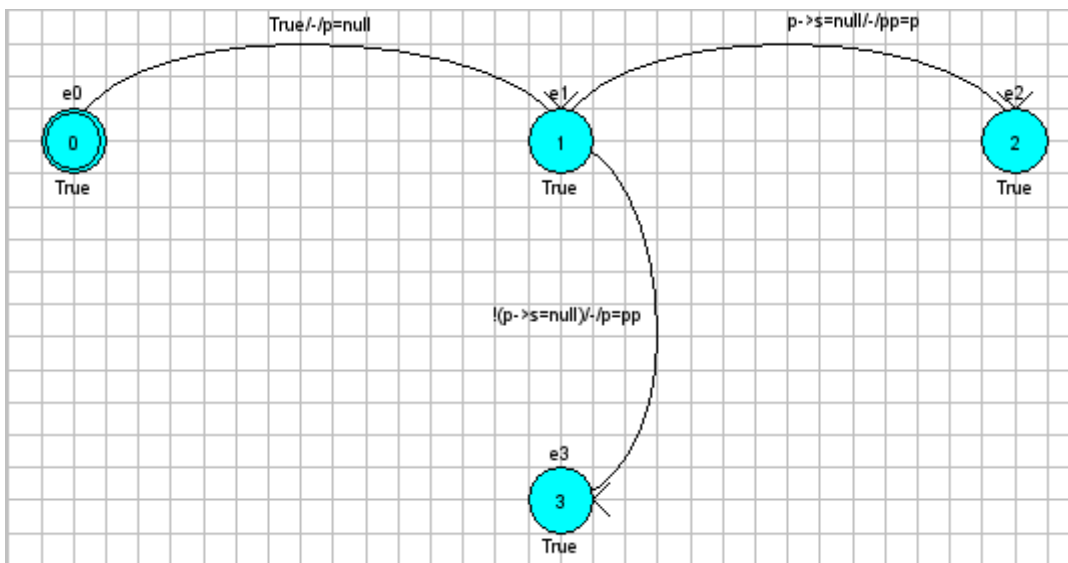 True/-/p=null
p->s=null/-/pp=p
e0
e1
e2
0
1
2
True
True
True
!(p->s=null)/-/p=pp
e3
3
True